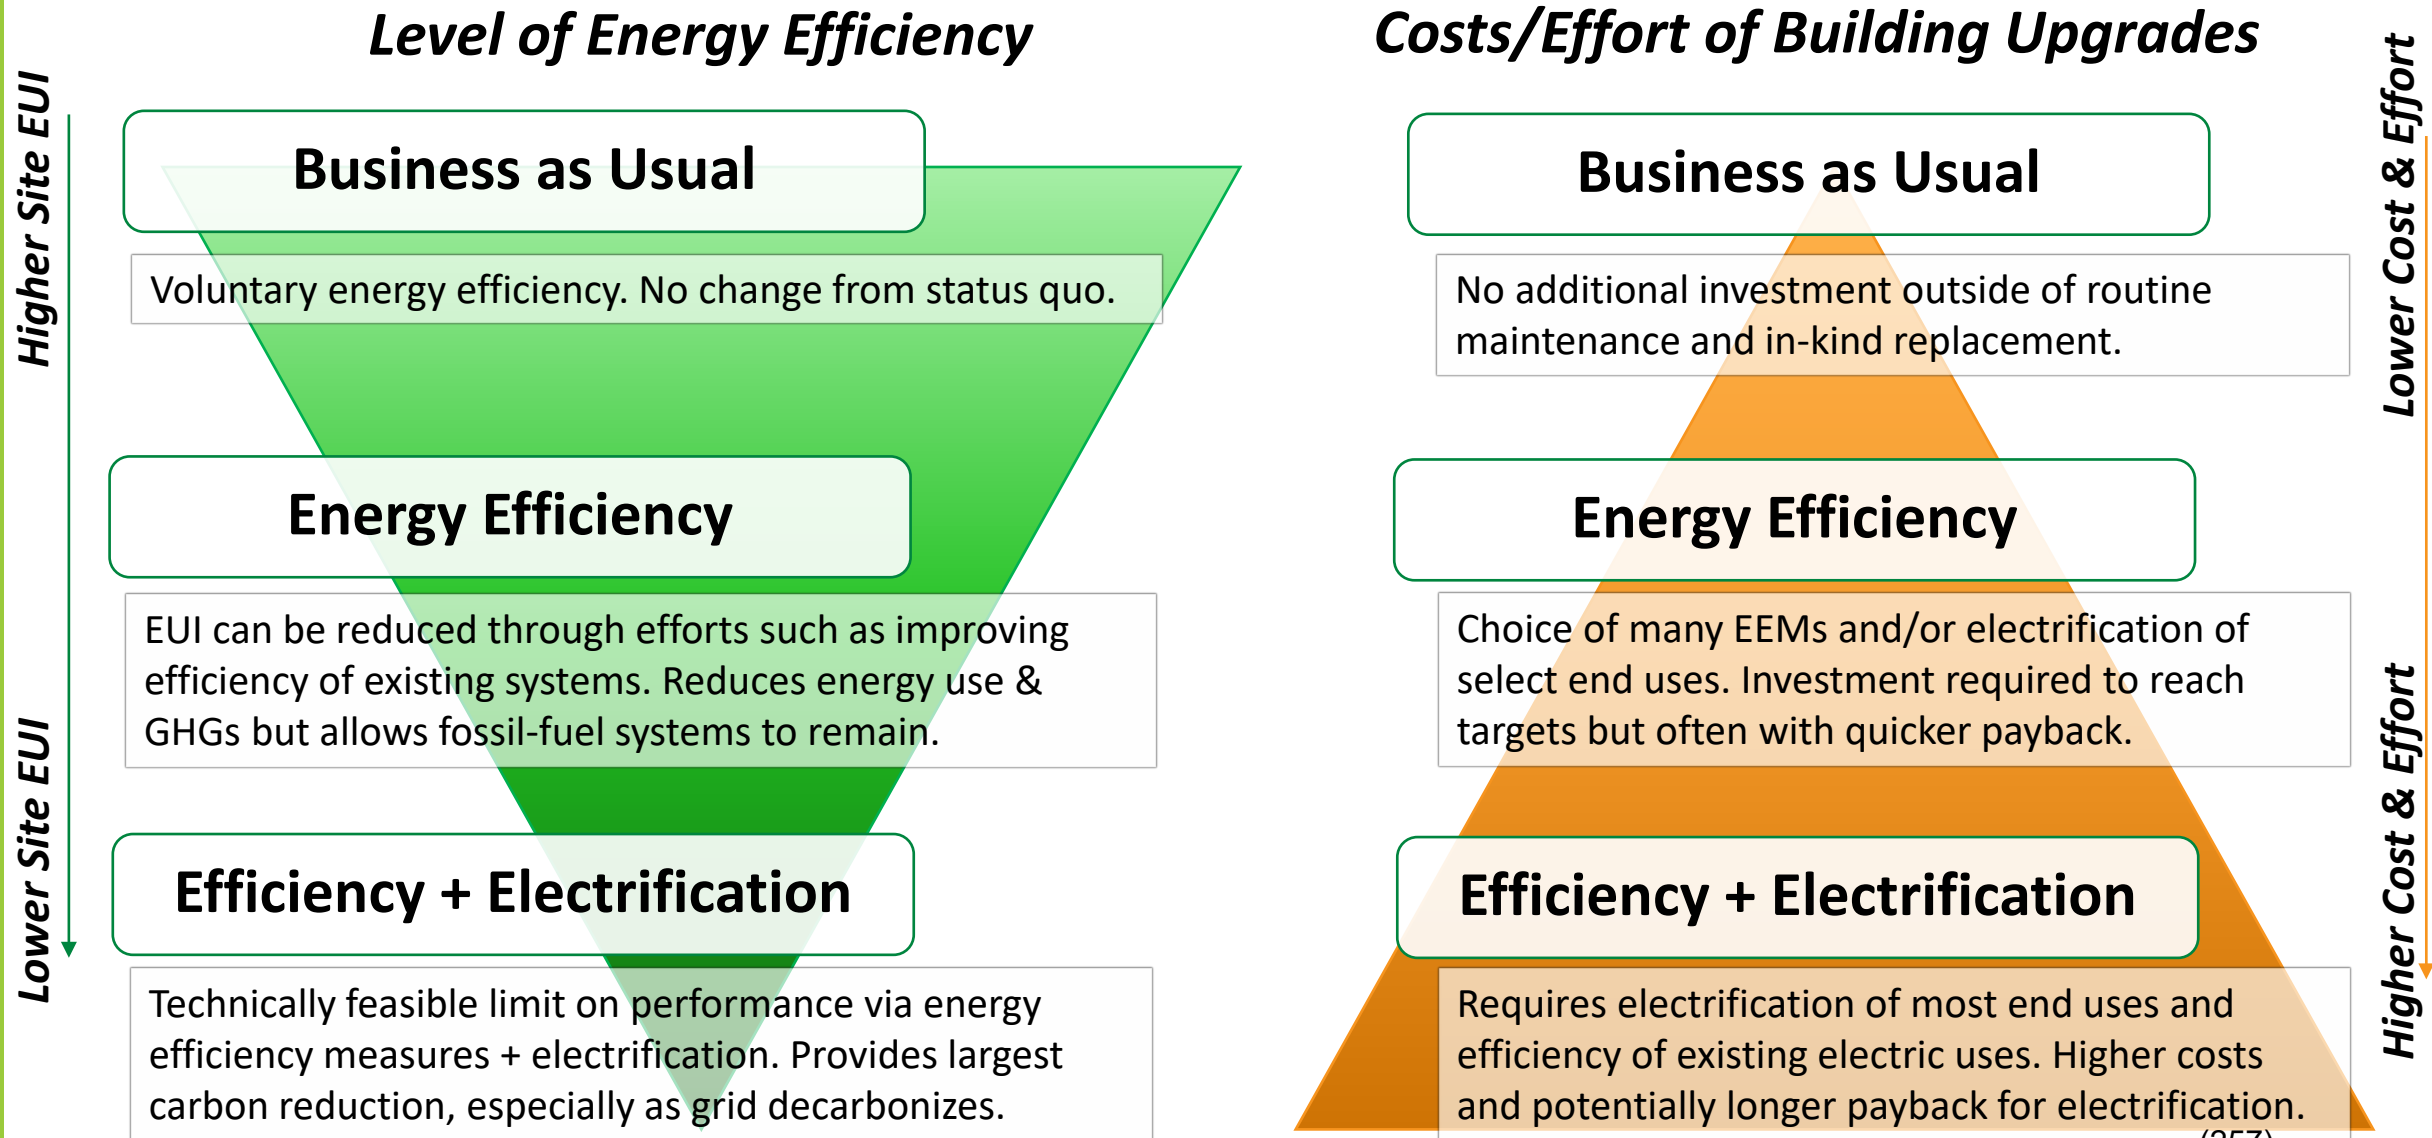 Level of Energy Efficiency
Higher Site EUI
Lower Site EUI
Business as Usual
Voluntary energy efficiency. No change from status quo.
Energy Efficiency
EUI can be reduced through efforts such as improving
efficiency of existing systems. Reduces energy use &
GHGs but allows fossil-fuel systems to remain.
Efficiency + Electrification
Technically feasible limit on performance via energy
efficiency measures + electrification. Provides largest
carbon reduction, especially as grid decarbonizes.
Costs/Effort of Building Upgrades
Business as Usual
No additional investment outside of routine
maintenance and in-kind replacement.
Energy Efficiency
Choice of many EEMs and/or electrification of
select end uses. Investment required to reach
targets but often with quicker payback.
Efficiency + Electrification
Requires electrification of most end uses and
efficiency of existing electric uses. Higher costs
and potentially longer payback for electrification.
Lower Cost & Effort
Higher Cost & Effort